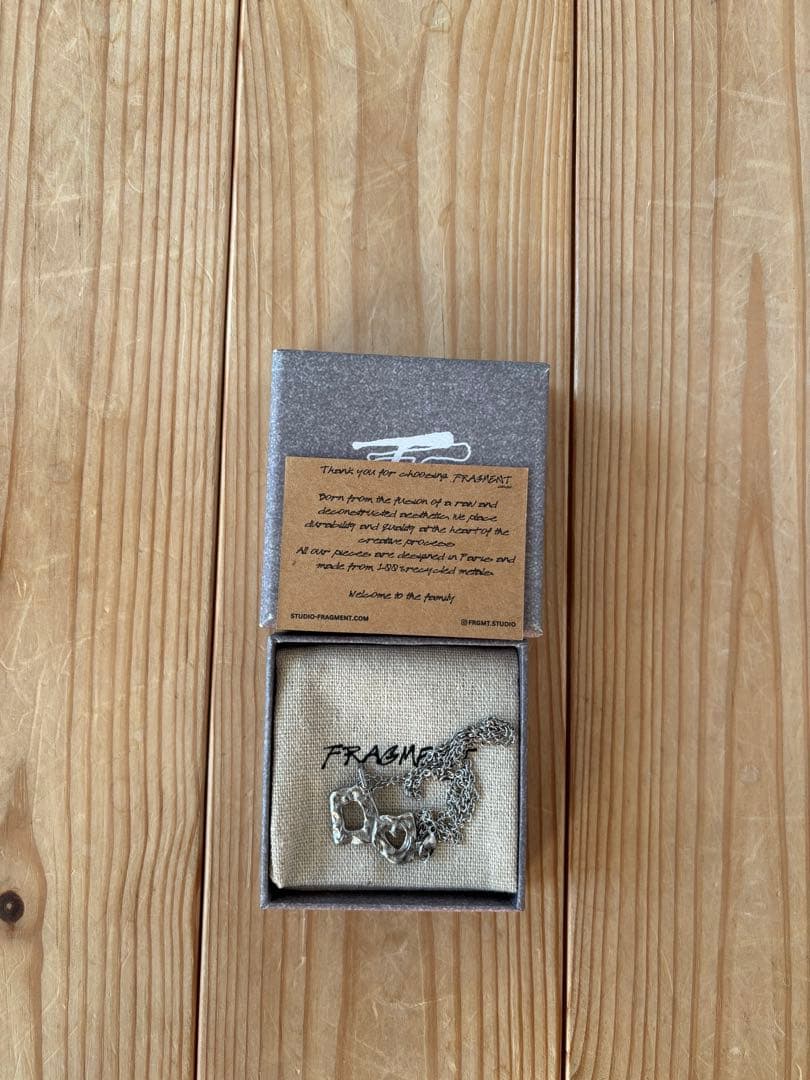 Thank you for choosing FRAGMENT
Born from the fusion of a raw and
deconstructed aesthetic. We place
durability and quality at the heart of the
creative process
All our pieces are designed in Paris and
made from 100% recycled metals
Welcome to the family
STUDIO-FRAGMENT.COM
@FRGMT.STUDIO
FRAGME T